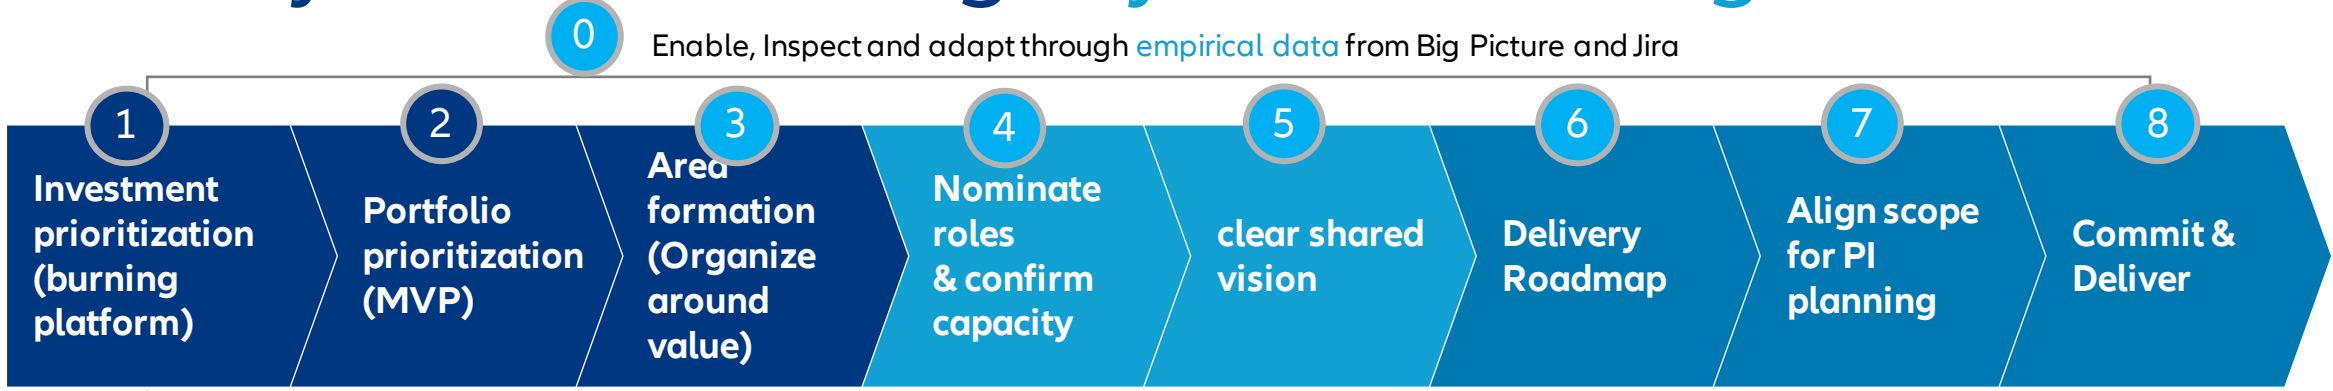 0
Enable, Inspect and adapt through empirical data from Big Picture and Jira
1
Investment
prioritization
(burning
platform)
2
Portfolio
prioritization
(MVP)
3
Area
formation
(Organize
around
value)
4
Nominate
roles
& confirm
capacity
5
clear shared
vision
6
Delivery
Roadmap
7
Align scope
for PI
planning
8
Commit &
Deliver